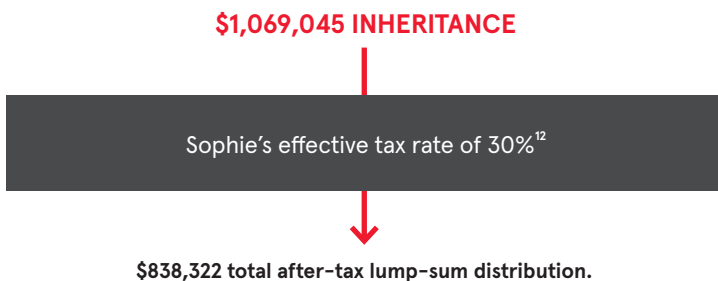 $1,069,045 INHERITANCE
Sophie's effective tax rate of 30%¹²
$838,322 total after-tax lump-sum distribution.